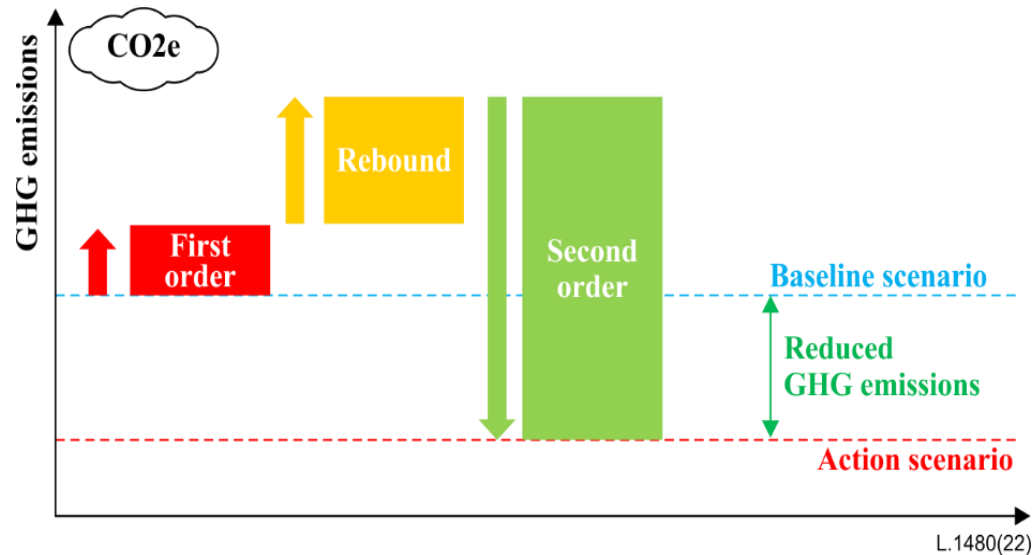 CO2e
GHG emissions
Rebound
First
order
Second
order
Baseline scenario
Reduced
GHG emissions
Action scenario
L.1480(22)